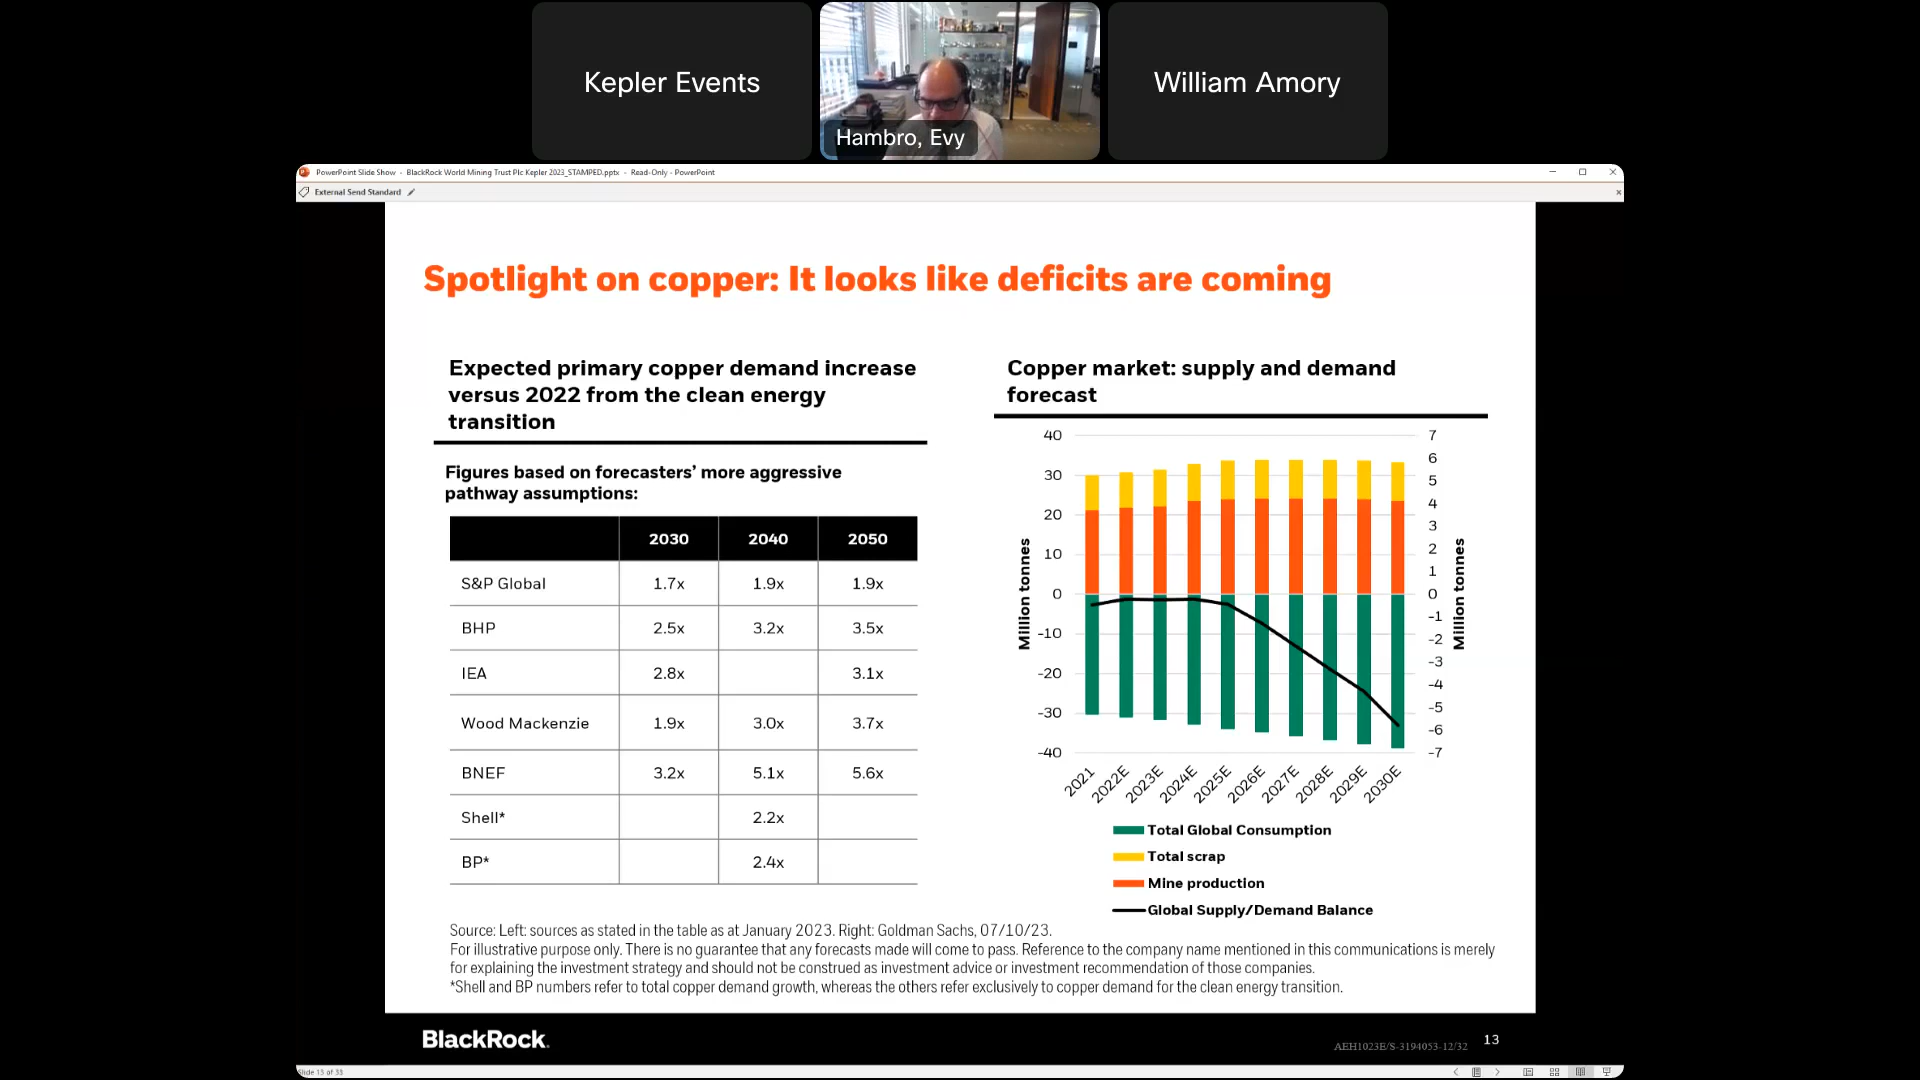 Kepler Events
Hambro, Evy
William Amory
PowerPoint Slide Show - BlackRock World Mining Trust Plc Kepler 2023_STAMPED.pptx - Read-Only - PowerPoint
External Send Standard
Spotlight on copper: It looks like deficits are coming
Expected primary copper demand increase
versus 2022 from the clean energy
transition
Figures based on forecasters’ more aggressive
pathway assumptions:
2030 2040 2050
S&P Global 1.7x 1.9x 1.9x
BHP 2.5x 3.2x 3.5x
IEA 2.8x 3.1x
Wood Mackenzie 1.9x 3.0x 3.7x
BNEF 3.2x 5.1x 5.6x
Shell* 2.2x
BP* 2.4x
Copper market: supply and demand
forecast
Million tonnes
40
30
20
10
0
-10
-20
-30
-40
7
6
5
4
3
2
1
0
-1
-2
-3
-4
-5
-6
-7
Million tonnes
2021 2022E 2023E 2024E 2025E 2026E 2027E 2028E 2029E 2030E
Total Global Consumption
Total scrap
Mine production
Global Supply/Demand Balance
Source: Left: sources as stated in the table as at January 2023. Right: Goldman Sachs, 07/10/23.
For illustrative purpose only. There is no guarantee that any forecasts made will come to pass. Reference to the company name mentioned in this communications is merely
for explaining the investment strategy and should not be construed as investment advice or investment recommendation of those companies.
*Shell and BP numbers refer to total copper demand growth, whereas the others refer exclusively to copper demand for the clean energy transition.
BlackRock.
AEH1023E/S-3194053-12/32
13
Slide 13 of 33